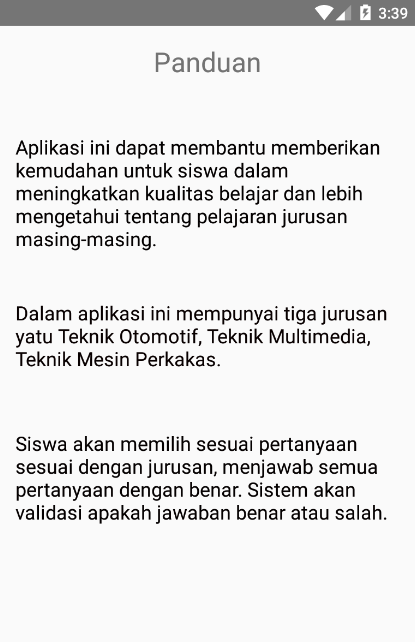 3:39
Panduan
Aplikasi ini dapat membantu memberikan
kemudahan untuk siswa dalam
meningkatkan kualitas belajar dan lebih
mengetahui tentang pelajaran jurusan
masing-masing.
Dalam aplikasi ini mempunyai tiga jurusan
yatu Teknik Otomotif, Teknik Multimedia,
Teknik Mesin Perkakas.
Siswa akan memilih sesuai pertanyaan
sesuai dengan jurusan, menjawab semua
pertanyaan dengan benar. Sistem akan
validasi apakah jawaban benar atau salah.